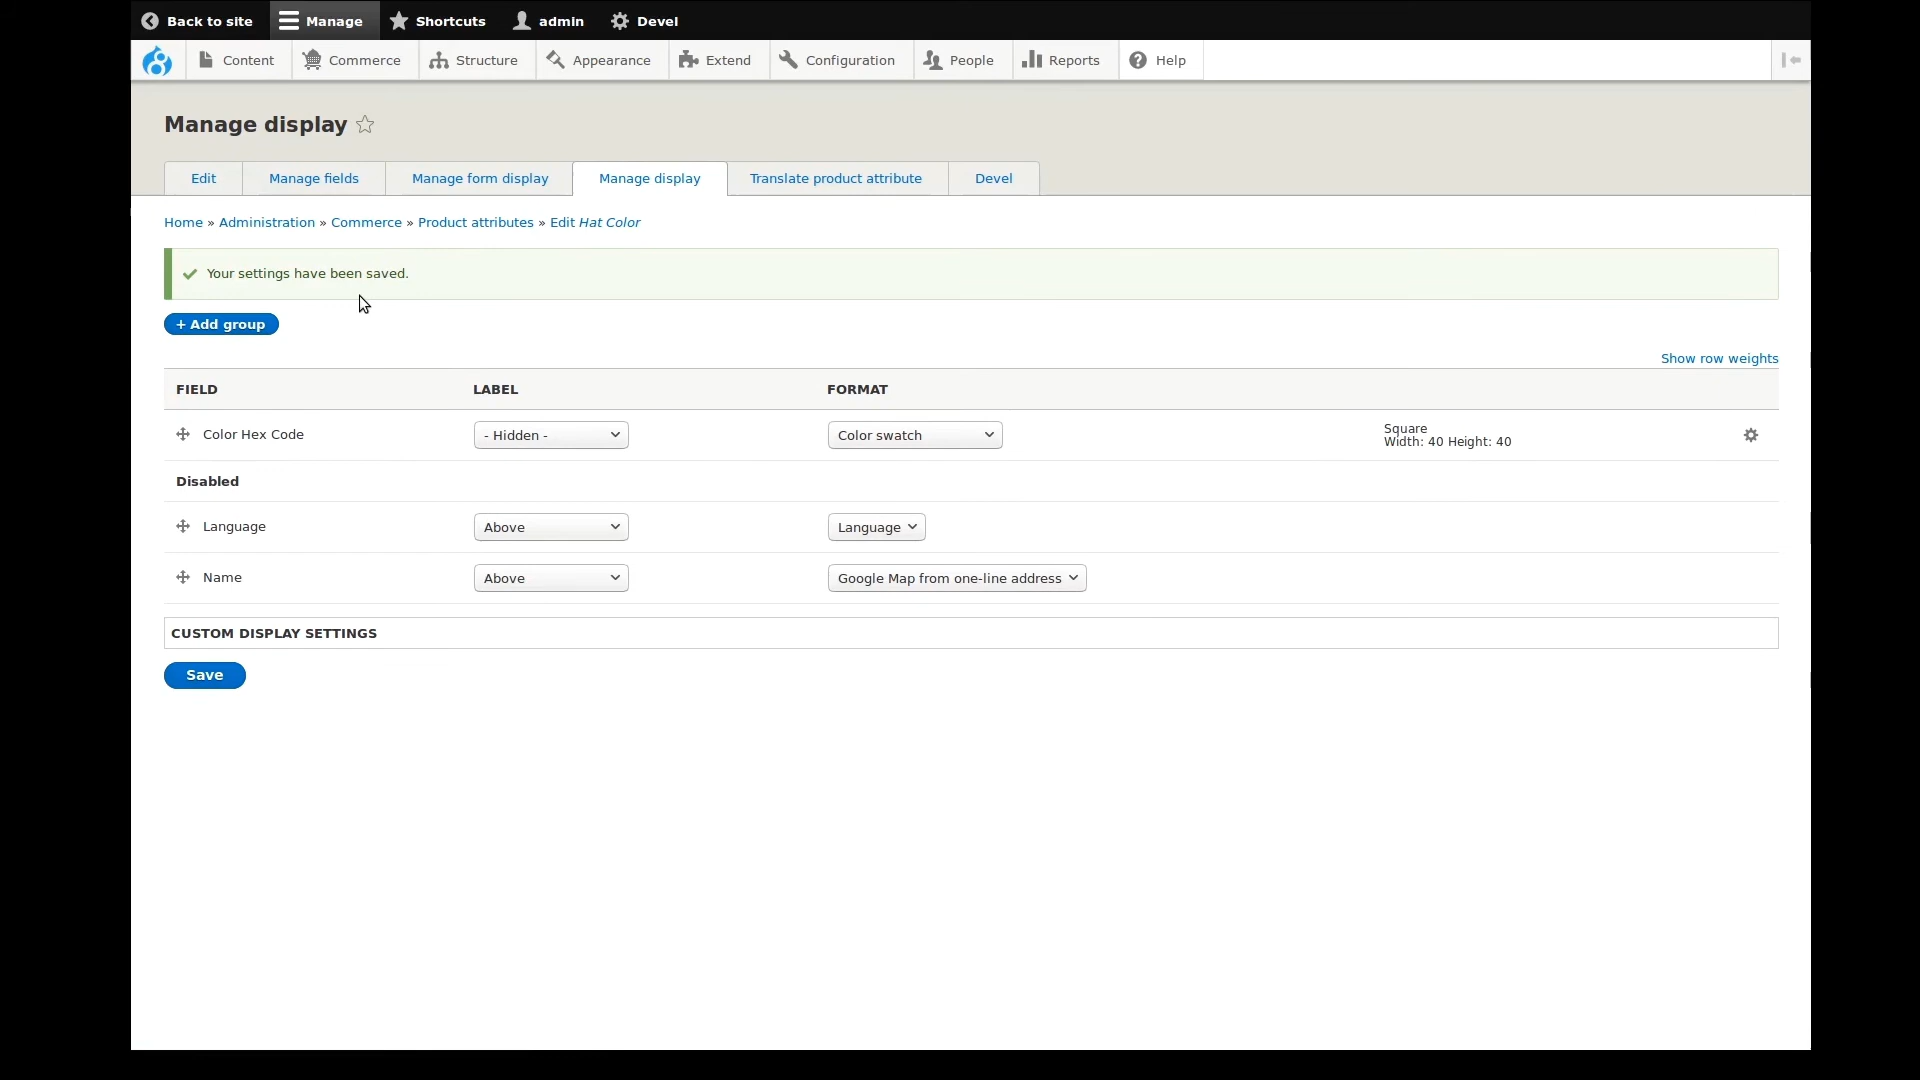 Back to site Manage Shortcuts admin Devel
Content Commerce Structure Appearance Extend Configuration People Reports Help
Manage display
Edit Manage fields Manage form display Manage display Translate product attribute Devel
Home » Administration » Commerce » Product attributes » Edit Hat Color
Your settings have been saved.
+ Add group
Show row weights
FIELD LABEL FORMAT
Color Hex Code - Hidden - Color swatch Square
Width: 40 Height: 40
Disabled
Language Above Language
Name Above Google Map from one-line address
CUSTOM DISPLAY SETTINGS
Save